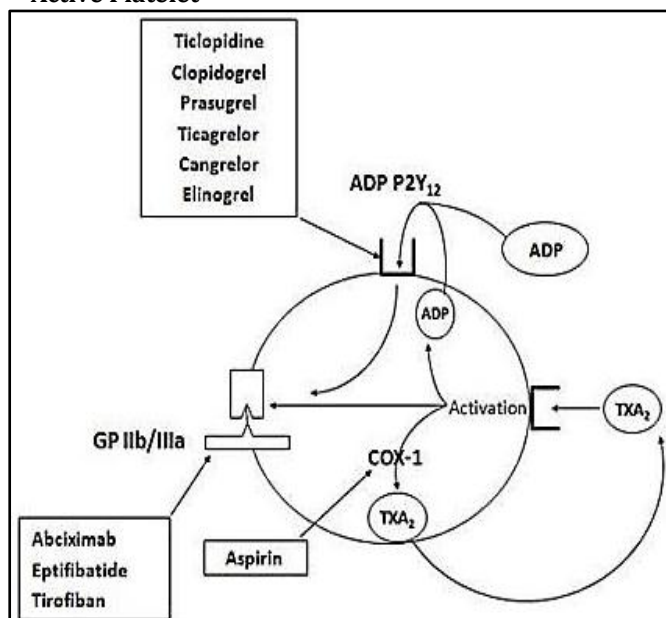 Active Platelet
Ticlopidine
Clopidogrel
Prasugrel
Ticagrelor
Cangrelor
Elinogrel
ADP P2Y₁₂
ADP
ADP
Activation
TXA₂
GP IIb/IIIa
COX-1
TXA₂
Aspirin
Abciximab
Eptifibatide
Tirofiban